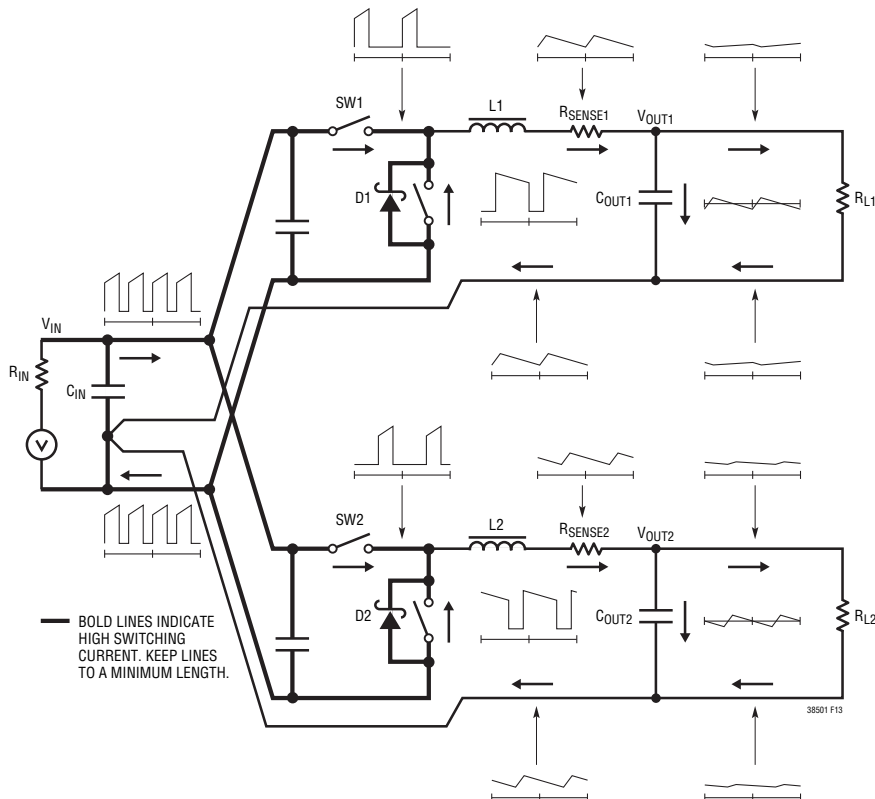 SW1
L1
RSENSE1
VOUT1
D1
COUT1
RL1
VIN
RIN
CIN
V
SW2
L2
RSENSE2
VOUT2
D2
COUT2
RL2
BOLD LINES INDICATE
HIGH SWITCHING
CURRENT. KEEP LINES
TO A MINIMUM LENGTH.
38501 F13